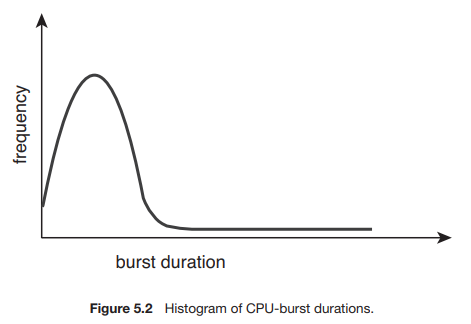 frequency
burst duration
Figure 5.2 Histogram of CPU-burst durations.